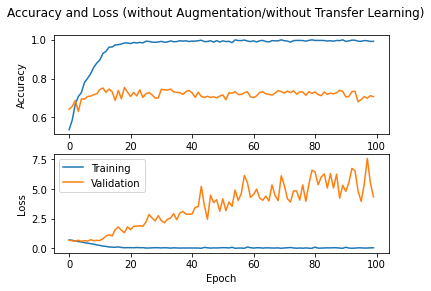 Accuracy and Loss (without Augmentation/without Transfer Learning)
1.0
0.8
0.6
Accuracy
0 20 40 60 80 100
7.5
5.0
2.5
0.0
Loss
Training
Validation
0 20 40 60 80 100
Epoch